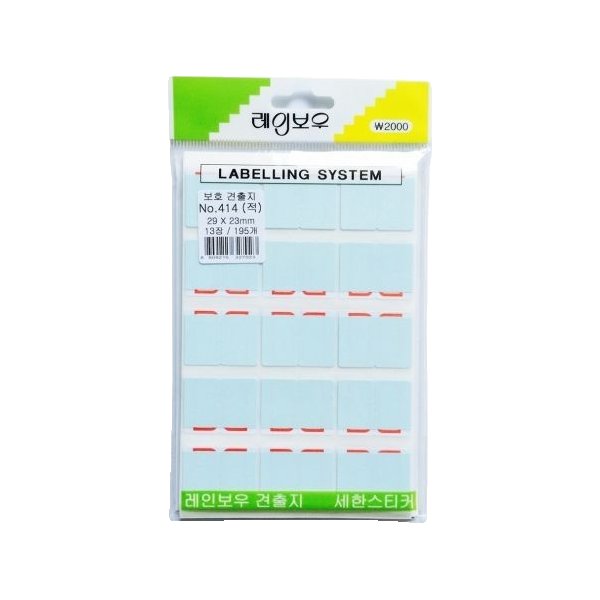 레인보우
₩2000
LABELLING SYSTEM
보호 견출지
No.414 (적)
29 X 23mm
13장 / 195개
레인보우 견출지 세한스티커